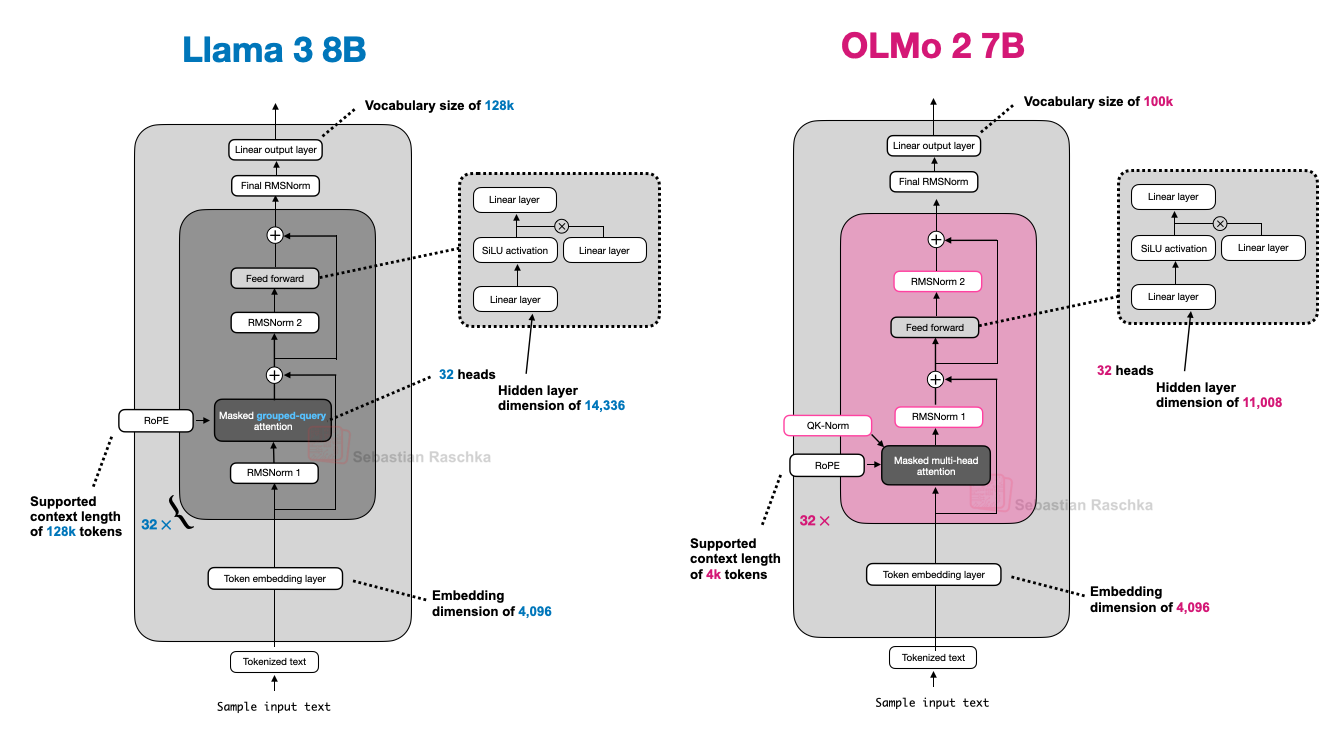 Llama 3 8B
Vocabulary size of 128k
Linear output layer
Final RMSNorm
Feed forward
RMSNorm 2
Masked grouped-query
attention
RoPE
RMSNorm 1
Linear layer
SiLU activation
Linear layer
Linear layer
32 heads
Hidden layer
dimension of 14,336
Sebastian Raschka
Supported
context length
of 128k tokens
32 ×
{
Token embedding layer
Embedding
dimension of 4,096
Tokenized text
Sample input text
OLMo 2 7B
Vocabulary size of 100k
Linear output layer
Final RMSNorm
RMSNorm 2
Feed forward
RMSNorm 1
QK-Norm
RoPE
Masked multi-head
attention
Linear layer
SiLU activation
Linear layer
Linear layer
32 heads
Hidden layer
dimension of 11,008
Sebastian Raschka
Supported
context length
of 4k tokens
32 ×
Token embedding layer
Embedding
dimension of 4,096
Tokenized text
Sample input text